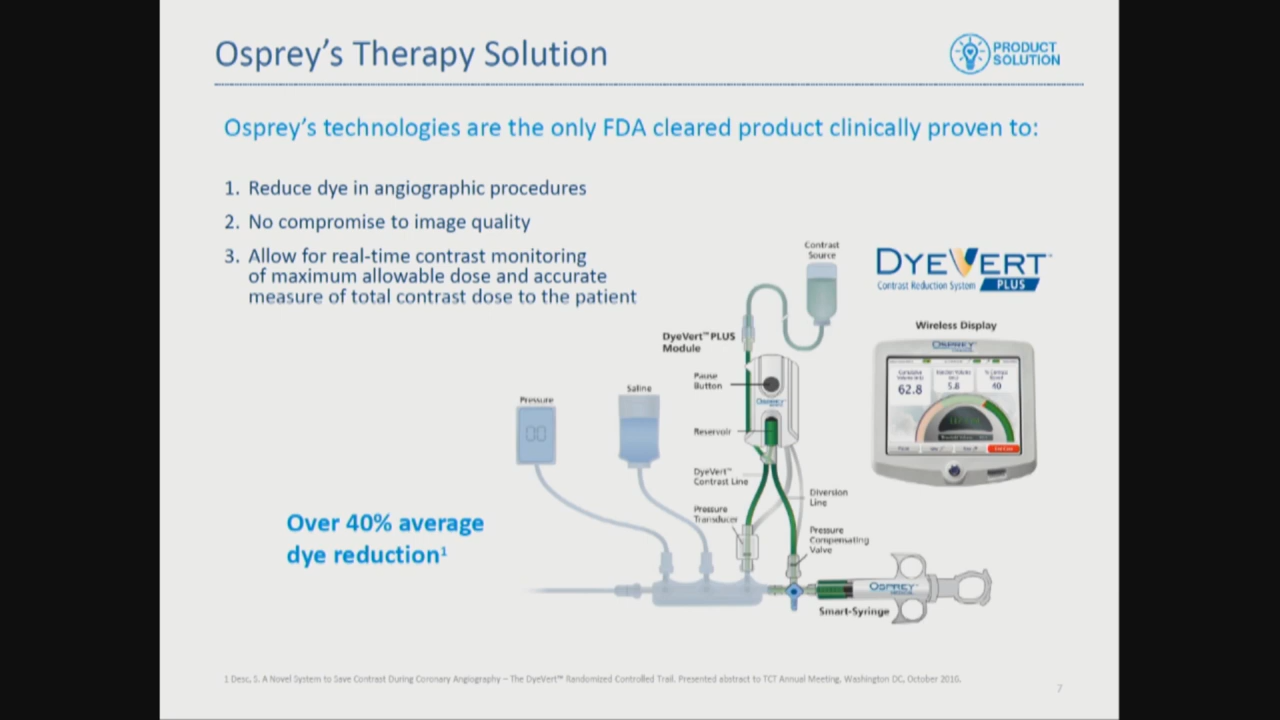 Osprey's Therapy Solution
PRODUCT
SOLUTION
Osprey's technologies are the only FDA cleared product clinically proven to:
1. Reduce dye in angiographic procedures
2. No compromise to image quality
3. Allow for real-time contrast monitoring
of maximum allowable dose and accurate
measure of total contrast dose to the patient
Contrast
Source
DYEVERT™
Contrast Reduction System PLUS
DyeVert™ PLUS
Module
Wireless Display
OSPREY
Pause
Button
Saline
Pressure
62.8
5.8
40
OSPREY
Reservoir
DyeVert™
Contrast Line
Diversion
Line
Pressure
Transducer
Pressure
Compensating
Valve
Over 40% average
dye reduction¹
OSPREY
Smart-Syringe
1 Desc, S. A Novel System to Save Contrast During Coronary Angiography – The DyeVert™ Randomized Controlled Trail. Presented abstract to TCT Annual Meeting, Washington DC, October 2016.
7